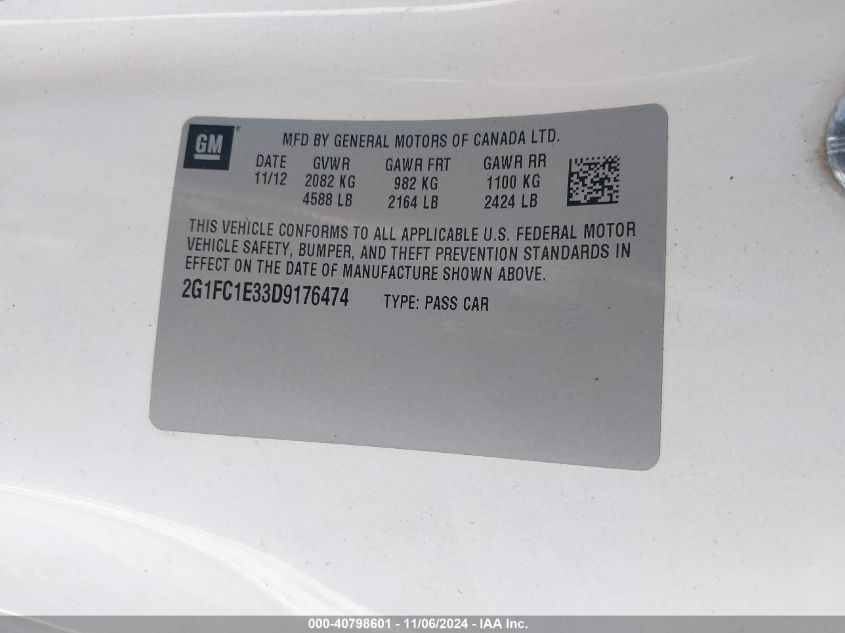 GM ®
MFD BY GENERAL MOTORS OF CANADA LTD.
DATE GVWR GAWR FRT GAWR RR
11/12 2082 KG 982 KG 1100 KG
4588 LB 2164 LB 2424 LB
THIS VEHICLE CONFORMS TO ALL APPLICABLE U.S. FEDERAL MOTOR
VEHICLE SAFETY, BUMPER, AND THEFT PREVENTION STANDARDS IN
EFFECT ON THE DATE OF MANUFACTURE SHOWN ABOVE.
2G1FC1E33D9176474 TYPE: PASS CAR
000-40798601 - 11/06/2024 - IAA Inc.